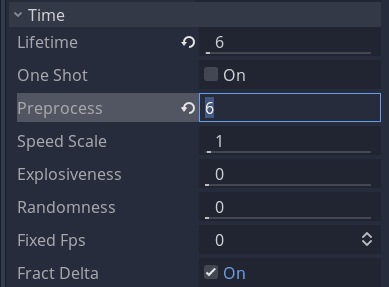 Time
Lifetime 6
One Shot On
Preprocess 6
Speed Scale 1
Explosiveness 0
Randomness 0
Fixed Fps 0
Fract Delta On